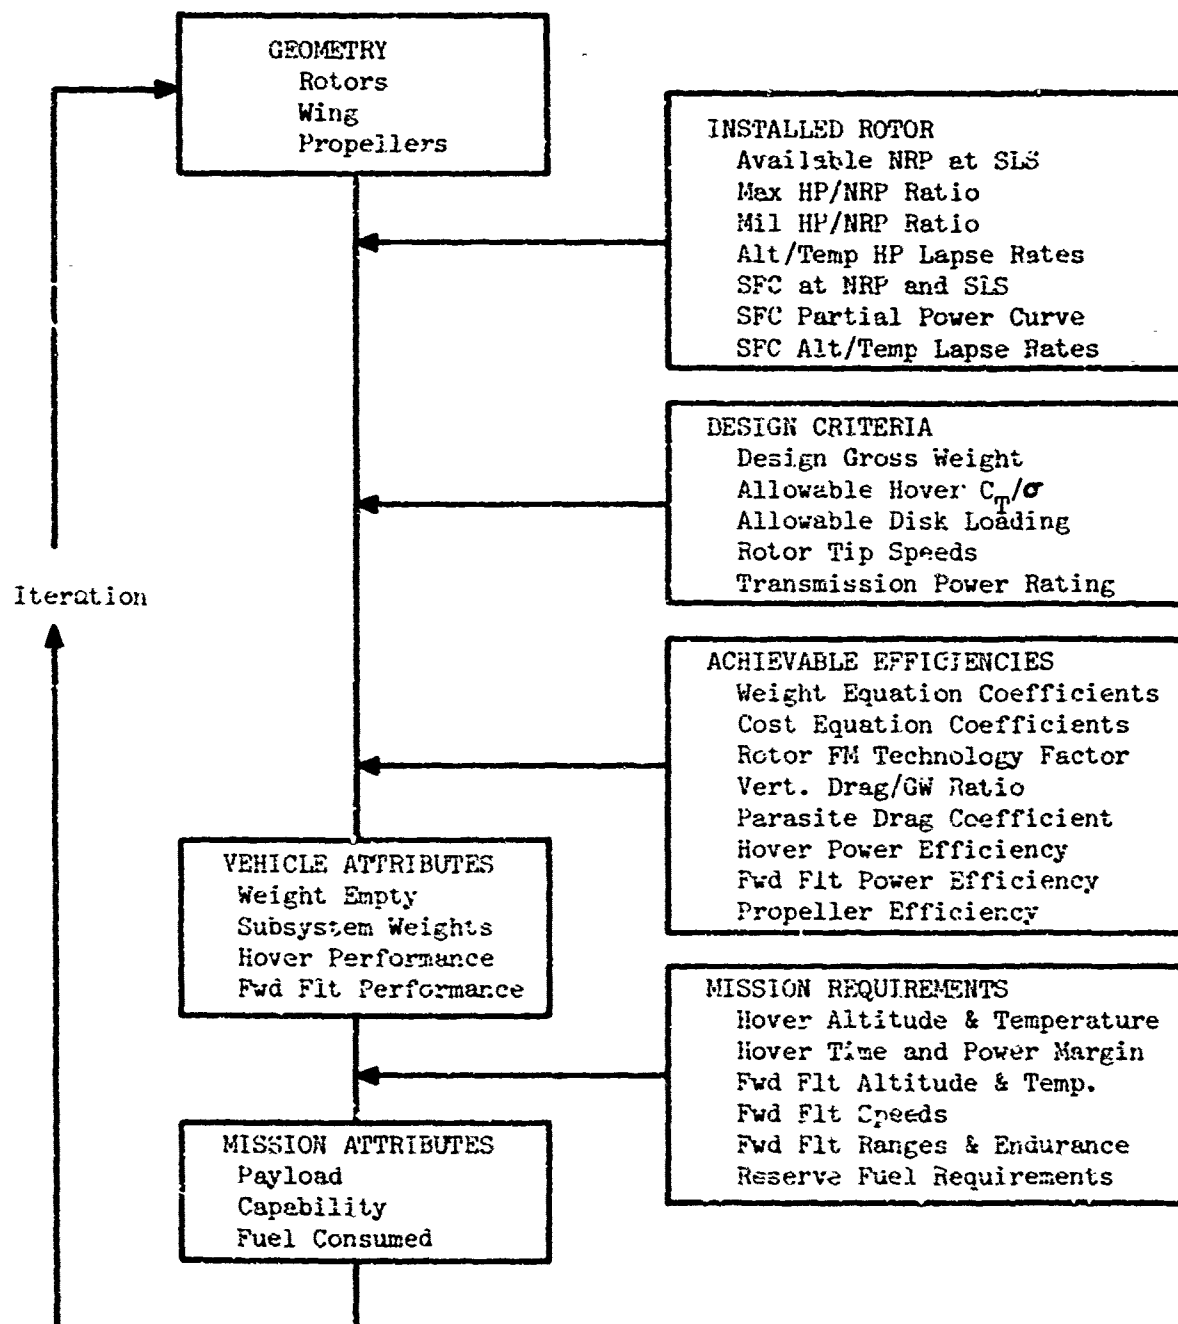 GEOMETRY
Rotors
Wing
Propellers
INSTALLED ROTOR
Available NRP at SLS
Max HP/NRP Ratio
Mil HP/NRP Ratio
Alt/Temp HP Lapse Rates
SFC at NRP and SLS
SFC Partial Power Curve
SFC Alt/Temp Lapse Rates
DESIGN CRITERIA
Design Gross Weight
Allowable Hover C_T/σ
Allowable Disk Loading
Rotor Tip Speeds
Transmission Power Rating
Iteration
ACHIEVABLE EFFICIENCIES
Weight Equation Coefficients
Cost Equation Coefficients
Rotor FM Technology Factor
Vert. Drag/GW Ratio
Parasite Drag Coefficient
Hover Power Efficiency
Fwd Flt Power Efficiency
Propeller Efficiency
VEHICLE ATTRIBUTES
Weight Empty
Subsystem Weights
Hover Performance
Fwd Flt Performance
MISSION REQUIREMENTS
Hover Altitude & Temperature
Hover Time and Power Margin
Fwd Flt Altitude & Temp.
Fwd Flt Speeds
Fwd Flt Ranges & Endurance
Reserve Fuel Requirements
MISSION ATTRIBUTES
Payload
Capability
Fuel Consumed